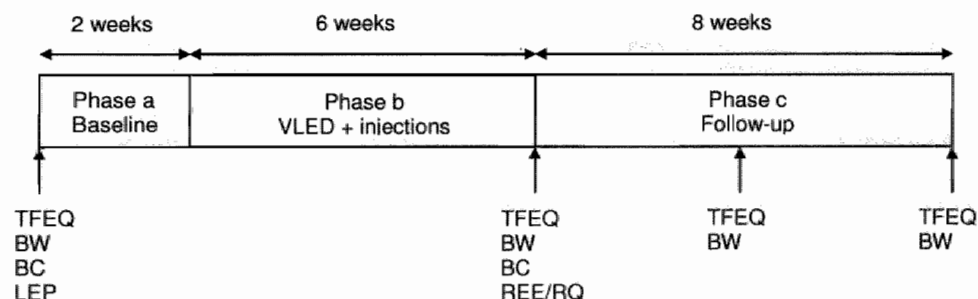 2 weeks 6 weeks 8 weeks
Phase a Phase b Phase c
Baseline VLED + injections Follow-up
TFEQ TFEQ TFEQ TFEQ
BW BW BW BW
BC BC
LEP REE/RQ